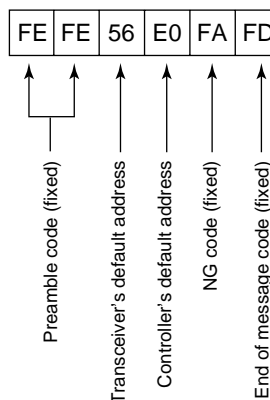 FE FE 56 E0 FA FD
Preamble code (fixed)
Transceiver's default address
Controller's default address
NG code (fixed)
End of message code (fixed)